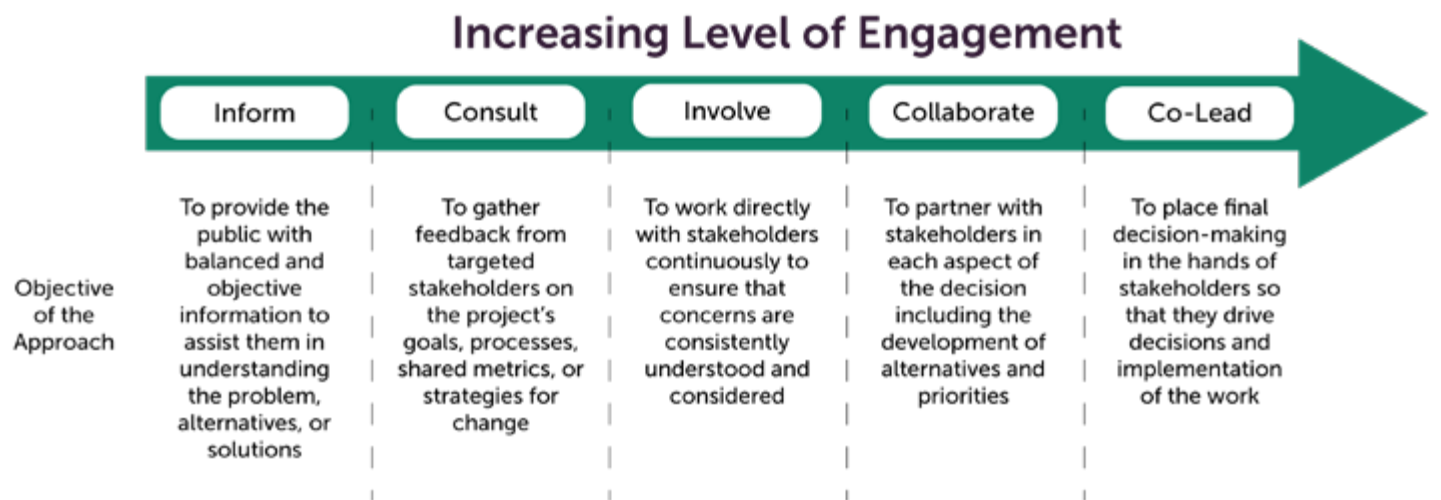 Increasing Level of Engagement
Inform
Consult
Involve
Collaborate
Co-Lead
Objective
of the
Approach
To provide the
public with
balanced and
objective
information to
assist them in
understanding
the problem,
alternatives, or
solutions
To gather
feedback from
targeted
stakeholders on
the project's
goals, processes,
shared metrics, or
strategies for
change
To work directly
with stakeholders
continuously to
ensure that
concerns are
consistently
understood and
considered
To partner with
stakeholders in
each aspect of
the decision
including the
development of
alternatives and
priorities
To place final
decision-making
in the hands of
stakeholders so
that they drive
decisions and
implementation
of the work